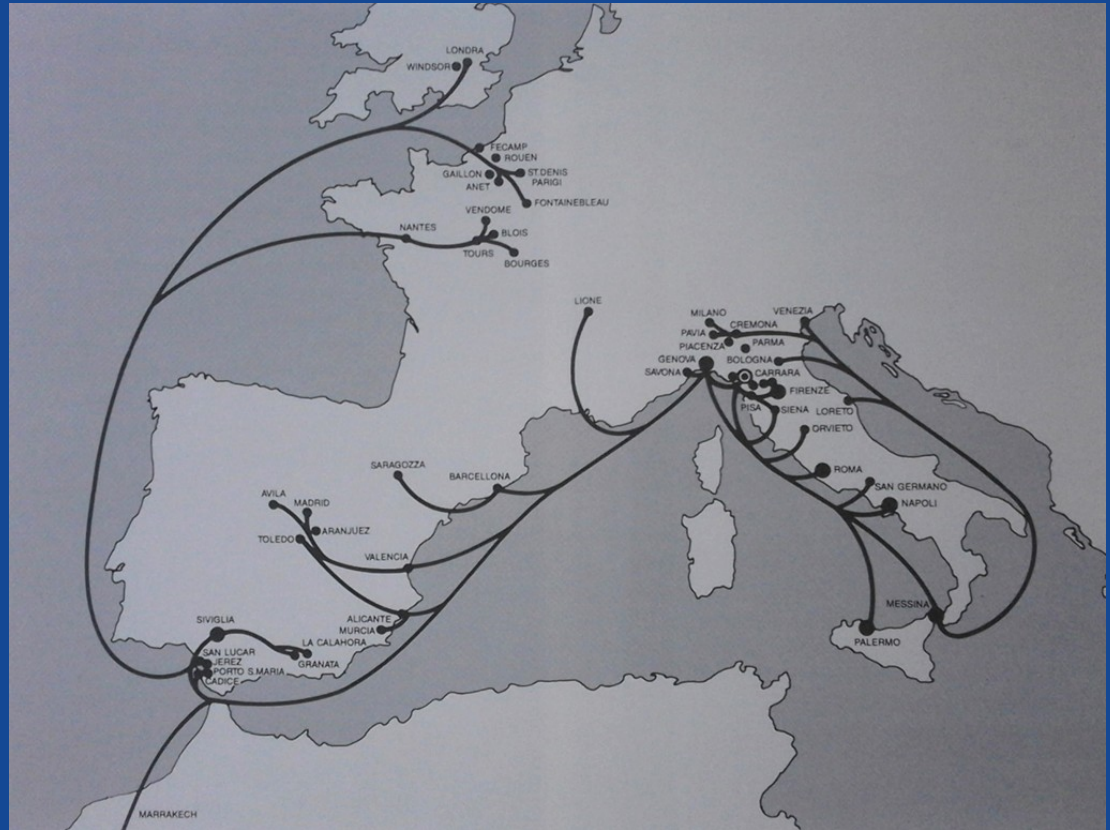 LONDRA
WINDSOR
FECAMP
ROUEN
GAILLON
ST.DENIS
PARIGI
ANET
FONTAINEBLEAU
VENDOME
NANTES
BLOIS
TOURS
BOURGES
LIONE
MILANO
VENEZIA
CREMONA
PAVIA
PIACENZA
PARMA
GENOVA
BOLOGNA
SAVONA
CARRARA
FIRENZE
PISA
SIENA
LORETO
ORVIETO
SARAGOZZA
BARCELLONA
ROMA
SAN GERMANO
NAPOLI
AVILA
MADRID
ARANJUEZ
TOLEDO
VALENCIA
MESSINA
ALICANTE
MURCIA
SIVIGLIA
PALERMO
LA CALAHORA
SAN LUCAR
JEREZ
GRANATA
PORTO S.MARIA
CADICE
MARRAKECH